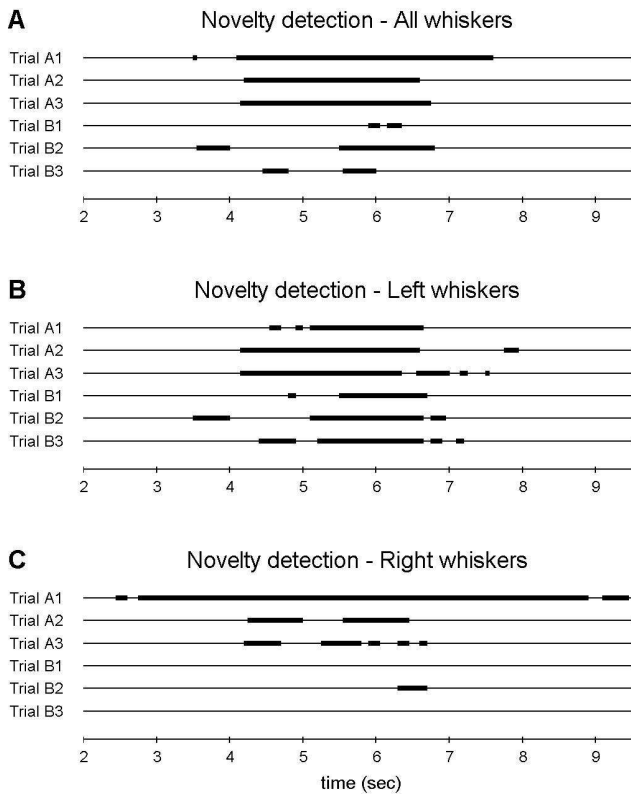 A Novelty detection - All whiskers
Trial A1
Trial A2
Trial A3
Trial B1
Trial B2
Trial B3
2 3 4 5 6 7 8 9
B Novelty detection - Left whiskers
Trial A1
Trial A2
Trial A3
Trial B1
Trial B2
Trial B3
2 3 4 5 6 7 8 9
C Novelty detection - Right whiskers
Trial A1
Trial A2
Trial A3
Trial B1
Trial B2
Trial B3
2 3 4 5 6 7 8 9
time (sec)